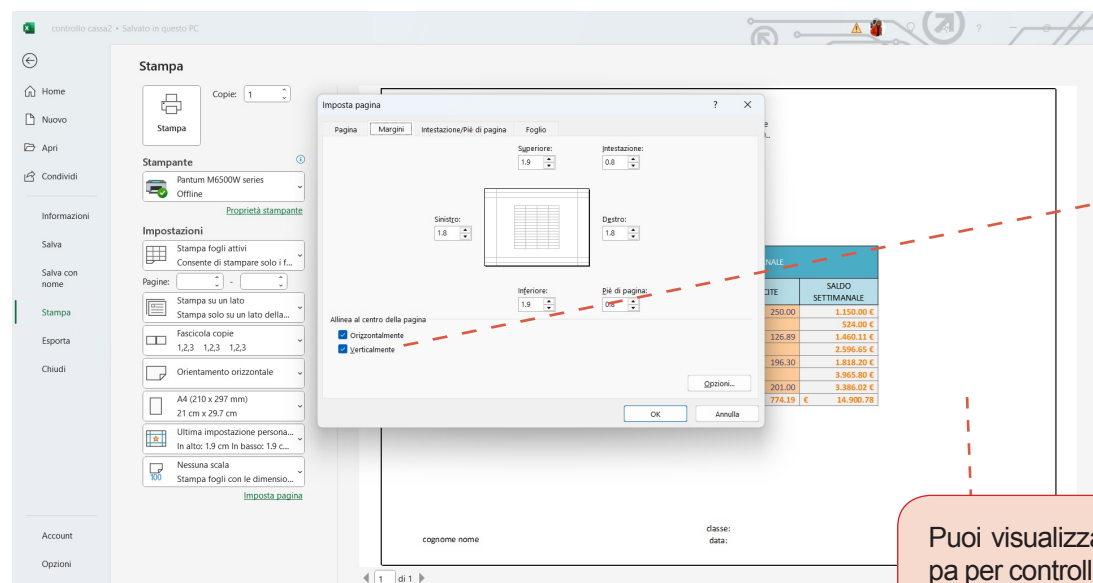 controllo cassa2 • Salvato in questo PC
?
Stampa
Home
Nuovo
Apri
Condividi
Informazioni
Salva
Salva con
nome
Stampa
Esporta
Chiudi
Account
Opzioni
Stampa
Copie: 1
Stampante
Pantum M6500W series
Offline
Proprietà stampante
Impostazioni
Stampa fogli attivi
Consente di stampare solo i f...
Pagine: -
Stampa su un lato
Stampa solo su un lato della...
Fascicola copie
1,2,3 1,2,3 1,2,3
Orientamento orizzontale
A4 (210 x 297 mm)
21 cm x 29.7 cm
Ultima impostazione persona...
In alto: 1.9 cm In basso: 1.9 c...
Nessuna scala
100 Stampa fogli con le dimensio...
Imposta pagina
Imposta pagina ?
Pagina Margini Intestazione/Piè di pagina Foglio
Superiore: Intestazione:
1.9 0.8
Sinistro: Destro:
1.8 1.8
Inferiore: Piè di pagina:
1.9 0.8
Allinea al centro della pagina
Orizzontalmente
Verticalmente
Opzioni...
OK Annulla
NALE
CITE SALDO
SETTIMANALE
250.00 1.150.00 €
524.00 €
126.89 1.460.11 €
2.596.65 €
196.30 1.818.20 €
3.965.80 €
201.00 3.386.02 €
774.19 € 14.900.78
cognome nome
classe:
data:
1 di 1
Puoi visualizza
pa per controll